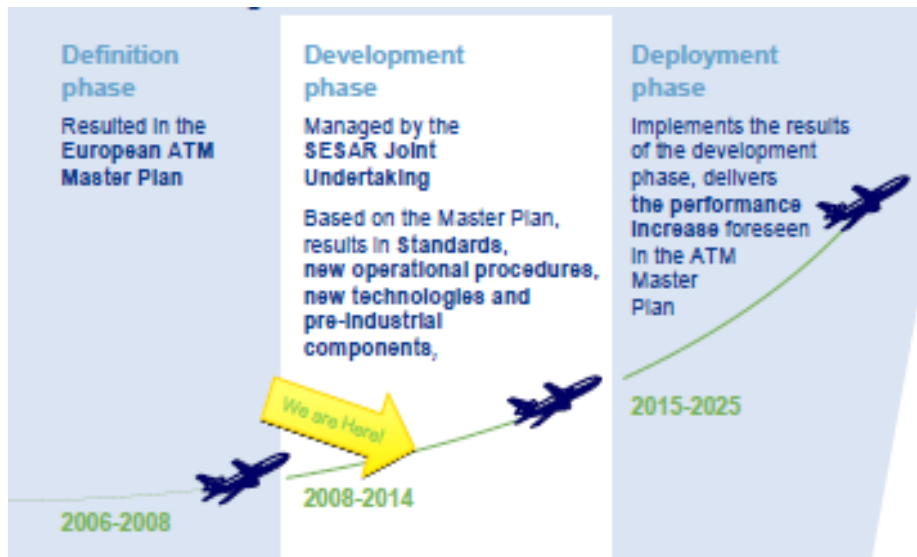 Definition
phase
Resulted in the
European ATM
Master Plan
2006-2008
Development
phase
Managed by the
SESAR Joint
Undertaking
Based on the Master Plan,
results in Standards,
new operational procedures,
new technologies and
pre-industrial
components,
We are Here!
2008-2014
Deployment
phase
Implements the results
of the development
phase, delivers
the performance
increase foreseen
in the ATM
Master
Plan
2015-2025